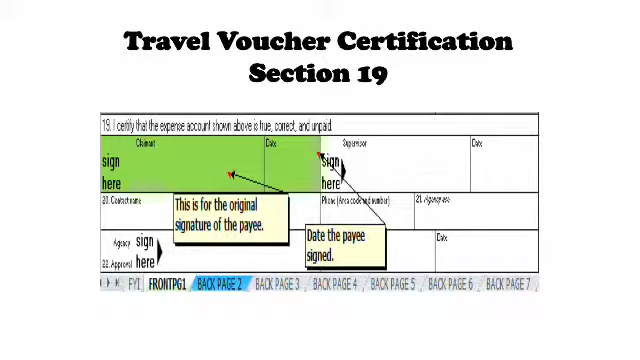 Travel Voucher Certification
Section 19
19. I certify that the expense account shown above is true, correct, and unpaid.
Claimant
Date
Supervisor
Date
sign
here
sign
here
20. Contact name
Phone (Area code and number)
21. Agency use
This is for the original
signature of the payee.
Date the payee
signed.
Agency
sign
Date
22. Approval
here
FYI
FRONTPG1
BACK PAGE 2
BACK PAGE 3
BACK PAGE 4
BACK PAGE 5
BACK PAGE 6
BACK PAGE 7